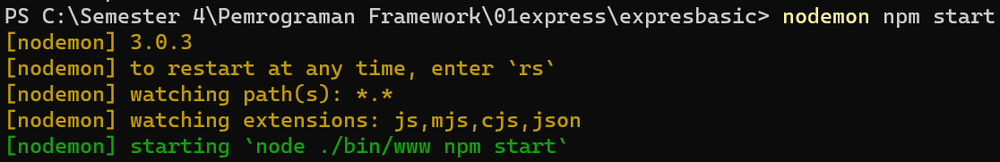 PS C:\Semester 4\Pemrograman Framework\01express\expresbasic> nodemon npm start
[nodemon] 3.0.3
[nodemon] to restart at any time, enter `rs`
[nodemon] watching path(s): *.*
[nodemon] watching extensions: js,mjs,cjs,json
[nodemon] starting `node ./bin/www npm start`